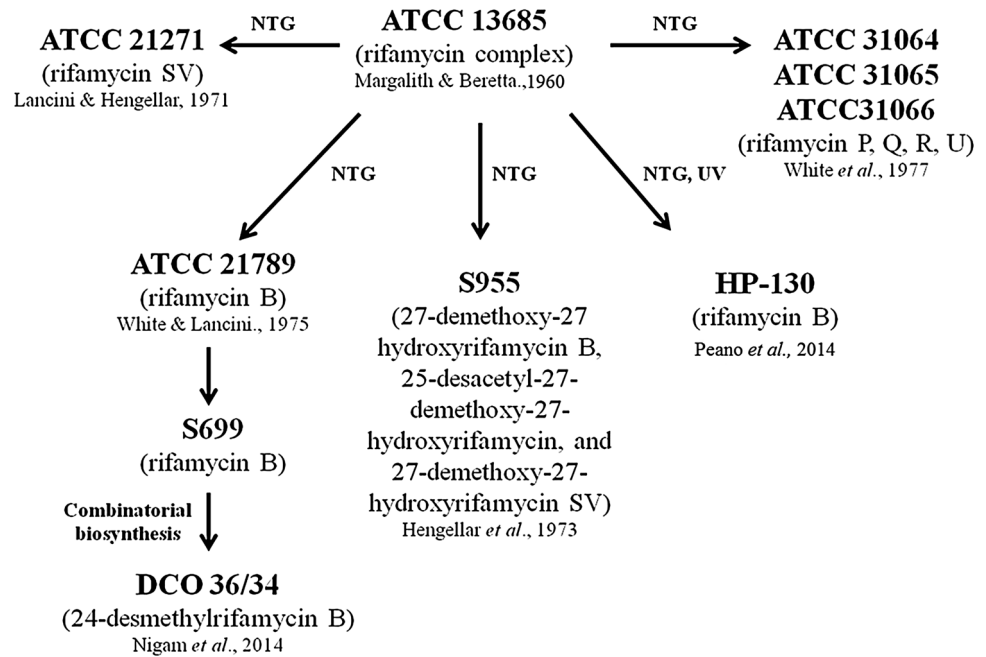 ATCC 21271
(rifamycin SV)
Lancini & Hengellar, 1971
NTG
ATCC 13685
(rifamycin complex)
Margalith & Beretta.,1960
NTG
ATCC 31064
ATCC 31065
ATCC31066
(rifamycin P, Q, R, U)
White et al., 1977
NTG
NTG
NTG, UV
ATCC 21789
(rifamycin B)
White & Lancini., 1975
S699
(rifamycin B)
Combinatorial
biosynthesis
DCO 36/34
(24-desmethylrifamycin B)
Nigam et al., 2014
S955
(27-demethoxy-27
hydroxyrifamycin B,
25-desacetyl-27-
demethoxy-27-
hydroxyrifamycin, and
27-demethoxy-27-
hydroxyrifamycin SV)
Hengellar et al., 1973
HP-130
(rifamycin B)
Peano et al., 2014